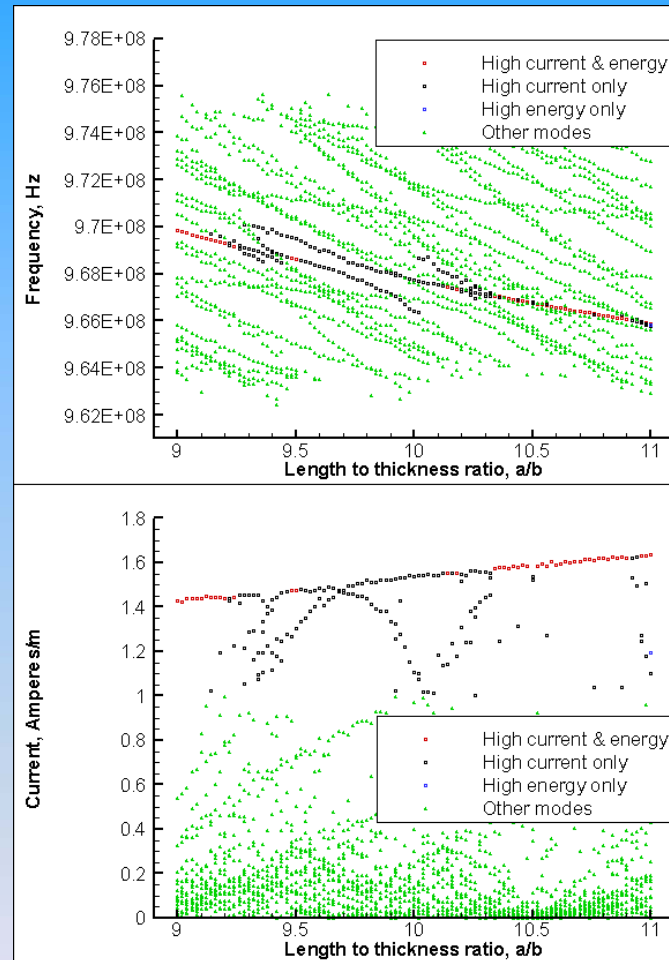 9.78E+08
9.76E+08
9.74E+08
9.72E+08
9.7E+08
9.68E+08
9.66E+08
9.64E+08
9.62E+08
Frequency, Hz
High current & energy
High current only
High energy only
Other modes
9
9.5
10
10.5
11
Length to thickness ratio, a/b
1.8
1.6
1.4
1.2
1
0.8
0.6
0.4
0.2
0
Current, Amperes/m
High current & energy
High current only
High energy only
Other modes
9
9.5
10
10.5
11
Length to thickness ratio, a/b